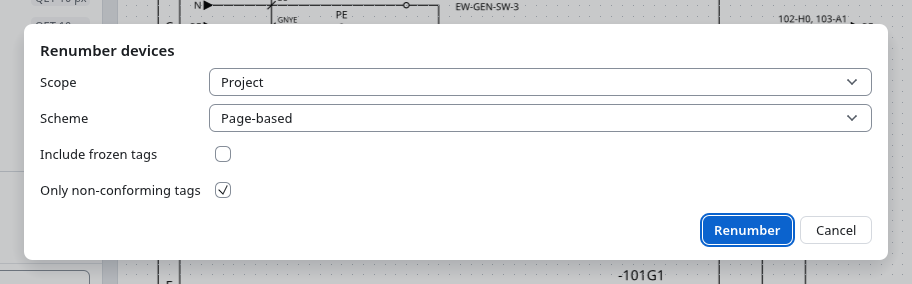 N
GNYE
PE
EW-GEN-SW-3
102-H0, 103-A1
Renumber devices
Scope
Project
Scheme
Page-based
Include frozen tags
Only non-conforming tags
Renumber
Cancel
-101G1